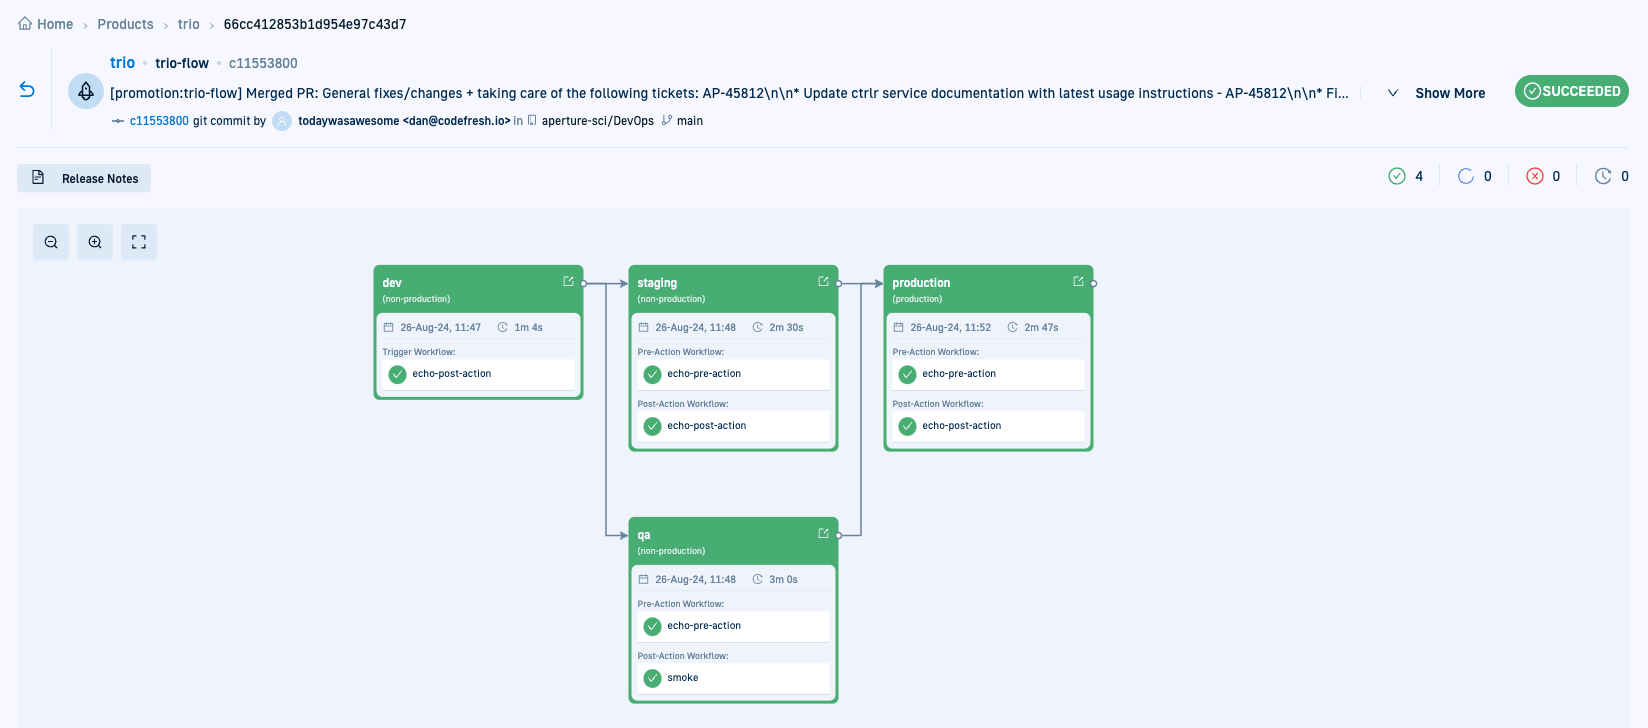 Home > Products > trio > 66cc412853b1d954e97c43d7
trio • trio-flow • c11553800
[promotion:trio-flow] Merged PR: General fixes/changes + taking care of the following tickets: AP-45812\n\n* Update ctrlr service documentation with latest usage instructions - AP-45812\n\n* Fi...
Show More
SUCCEEDED
c11553800 git commit by todaywasawesome <dan@codefresh.io> in aperture-sci/DevOps main
Release Notes
4 0 0 0
dev
(non-production)
26-Aug-24, 11:47 1m 4s
Trigger Workflow:
echo-post-action
staging
(non-production)
26-Aug-24, 11:48 2m 30s
Pre-Action Workflow:
echo-pre-action
Post-Action Workflow:
echo-post-action
production
(production)
26-Aug-24, 11:52 2m 47s
Pre-Action Workflow:
echo-pre-action
Post-Action Workflow:
echo-post-action
qa
(non-production)
26-Aug-24, 11:48 3m 0s
Pre-Action Workflow:
echo-pre-action
Post-Action Workflow:
smoke